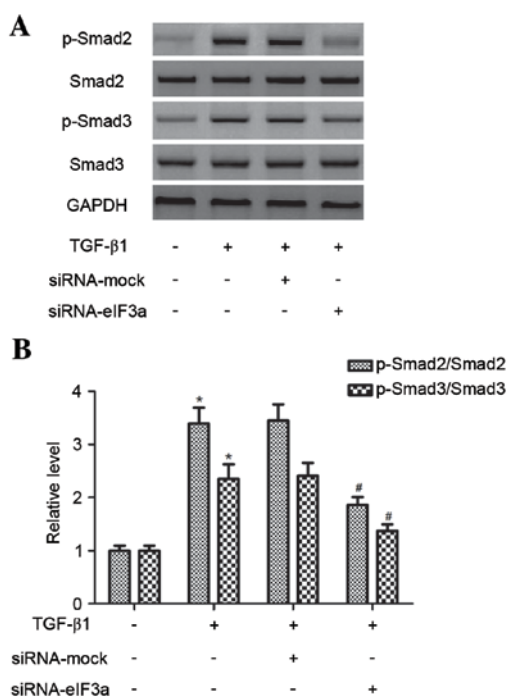 A
p-Smad2
Smad2
p-Smad3
Smad3
GAPDH
TGF-β1 - + + +
siRNA-mock - - + -
siRNA-eIF3a - - - +
B
p-Smad2/Smad2
p-Smad3/Smad3
Relative level
4
3
2
1
0
* * # #
TGF-β1 - + + +
siRNA-mock - - + -
siRNA-eIF3a - - - +